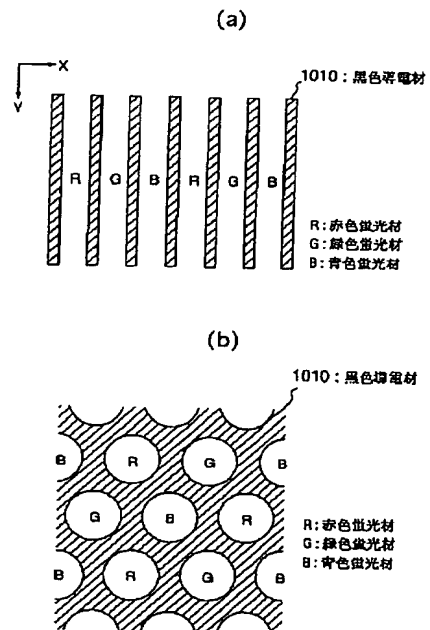 (a)
X
Y
1010：黒色導電材
R G B R G B
R：赤色蛍光材
G：緑色蛍光材
B：青色蛍光材
(b)
1010：黒色導電材
B R G B
G B R
B R G B
R：赤色蛍光材
G：緑色蛍光材
B：青色蛍光材